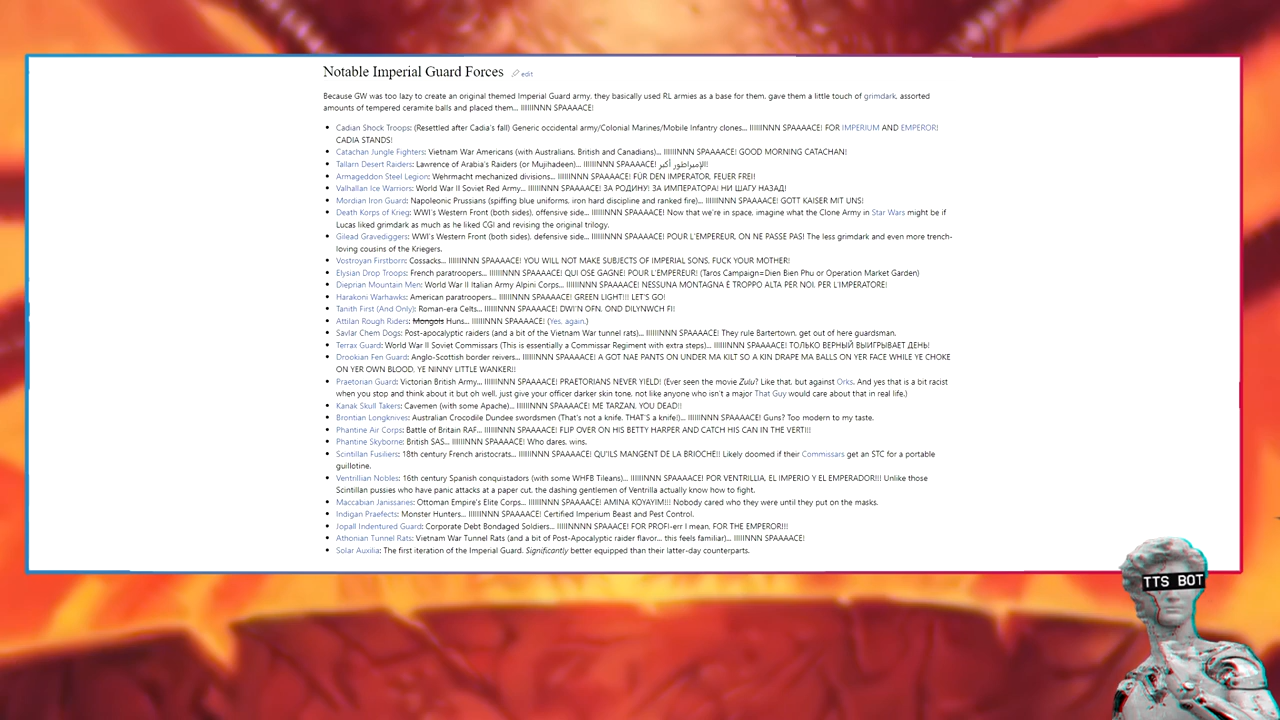 Notable Imperial Guard Forces edit
Because GW was too lazy to create an original themed Imperial Guard army, they basically used RL armies as a base for them, gave them a little touch of grimdark, assorted
amounts of tempered ceramite balls and placed them... IIIIIINNN SPAAAACE!
Cadian Shock Troops: (Resettled after Cadia's fall) Generic occidental army/Colonial Marines/Mobile Infantry clones... IIIIIINNN SPAAAACE! FOR IMPERIUM AND EMPEROR!
CADIA STANDS!
Catachan Jungle Fighters: Vietnam War Americans (with Australians, British and Canadians)... IIIIIINNN SPAAAACE! GOOD MORNING CATACHAN!
Tallarn Desert Raiders: Lawrence of Arabia's Raiders (or Mujihadeen)... IIIIIINNN SPAAAACE! الإمبراطور أكبر!!
Armageddon Steel Legion: Wehrmacht mechanized divisions... IIIIIINNN SPAAAACE! FÜR DEN IMPERATOR, FEUER FREI!
Valhallan Ice Warriors: World War II Soviet Red Army... IIIIIINNN SPAAAACE! ЗА РОДИНУ! ЗА ИМПЕРАТОРА! НИ ШАГУ НАЗАД!
Mordian Iron Guard: Napoleonic Prussians (spiffing blue uniforms, iron hard discipline and ranked fire)... IIIIIINNN SPAAAACE! GOTT KAISER MIT UNS!
Death Korps of Krieg: WWI's Western Front (both sides), offensive side... IIIIIINNN SPAAAACE! Now that we're in space, imagine what the Clone Army in Star Wars might be if
Lucas liked grimdark as much as he liked CGI and revising the original trilogy.
Gilead Gravediggers: WWI's Western Front (both sides), defensive side... IIIIIINNN SPAAAACE! POUR L'EMPEREUR, ON NE PASSE PAS! The less grimdark and even more trench-
loving cousins of the Kriegers.
Vostroyan Firstborn: Cossacks... IIIIIINNN SPAAAACE! YOU WILL NOT MAKE SUBJECTS OF IMPERIAL SONS, FUCK YOUR MOTHER!
Elysian Drop Troops: French paratroopers... IIIIIINNN SPAAAACE! QUI OSE GAGNE! POUR L'EMPEREUR! (Taros Campaign=Dien Bien Phu or Operation Market Garden)
Dieprian Mountain Men: World War II Italian Army Alpini Corps... IIIIIINNN SPAAAACE! NESSUNA MONTAGNA È TROPPO ALTA PER NOI, PER L'IMPERATORE!
Harakoni Warhawks: American paratroopers... IIIIIINNN SPAAAACE! GREEN LIGHT!!! LET'S GO!
Tanith First (And Only): Roman-era Celts... IIIIIINNN SPAAAACE! DWI'N OFN, OND DILYNWCH FI!
Attilan Rough Riders: Mongols Huns... IIIIIINNN SPAAAACE! (Yes, again.)
Savlar Chem Dogs: Post-apocalyptic raiders (and a bit of the Vietnam War tunnel rats)... IIIIIINNN SPAAAACE! They rule Bartertown, get out of here guardsman.
Terrax Guard: World War II Soviet Commissars (This is essentially a Commissar Regiment with extra steps)... IIIIIINNN SPAAAACE! ТОЛЬКО ВЕРНЫЙ ВЫИГРЫВАЕТ ДЕНЬ!
Drookian Fen Guard: Anglo-Scottish border reivers... IIIIIINNN SPAAAACE! A GOT NAE PANTS ON UNDER MA KILT SO A KIN DRAPE MA BALLS ON YER FACE WHILE YE CHOKE
ON YER OWN BLOOD, YE NINNY LITTLE WANKER!!
Praetorian Guard: Victorian British Army... IIIIIINNN SPAAAACE! PRAETORIANS NEVER YIELD! (Ever seen the movie Zulu? Like that, but against Orks. And yes that is a bit racist
when you stop and think about it but oh well, just give your officer darker skin tone, not like anyone who isn't a major That Guy would care about that in real life.)
Kanak Skull Takers: Cavemen (with some Apache)... IIIIIINNN SPAAAACE! ME TARZAN, YOU DEAD!!
Brontian Longknives: Australian Crocodile Dundee swordsmen (That's not a knife, THAT'S a knife!)... IIIIIINNN SPAAAACE! Guns? Too modern to my taste.
Phantine Air Corps: Battle of Britain RAF... IIIIIINNN SPAAAACE! FLIP OVER ON HIS BETTY HARPER AND CATCH HIS CAN IN THE VERTI!!
Phantine Skyborne: British SAS... IIIIIINNN SPAAAACE! Who dares, wins.
Scintillan Fusiliers: 18th century French aristocrats... IIIIIINNN SPAAAACE! QU'ILS MANGENT DE LA BRIOCHE!! Likely doomed if their Commissars get an STC for a portable
guillotine.
Ventrillian Nobles: 16th century Spanish conquistadors (with some WHFB Tileans)... IIIIIINNN SPAAAACE! POR VENTRILLIA, EL IMPERIO Y EL EMPERADOR!!! Unlike those
Scintillan pussies who have panic attacks at a paper cut, the dashing gentlemen of Ventrilla actually know how to fight.
Maccabian Janissaries: Ottoman Empire's Elite Corps... IIIIIINNN SPAAAACE! AMINA KOYAYIM!!! Nobody cared who they were until they put on the masks.
Indigan Praefects: Monster Hunters... IIIIIINNN SPAAAACE! Certified Imperium Beast and Pest Control.
Jopall Indentured Guard: Corporate Debt Bondaged Soldiers... IIIIIINNNN SPAAACE! FOR PROFI-err I mean, FOR THE EMPEROR!!!
Athonian Tunnel Rats: Vietnam War Tunnel Rats (and a bit of Post-Apocalyptic raider flavor... this feels familiar)... IIIIIINNN SPAAAACE!
Solar Auxilia: The first iteration of the Imperial Guard. Significantly better equipped than their latter-day counterparts.
TTS BOT